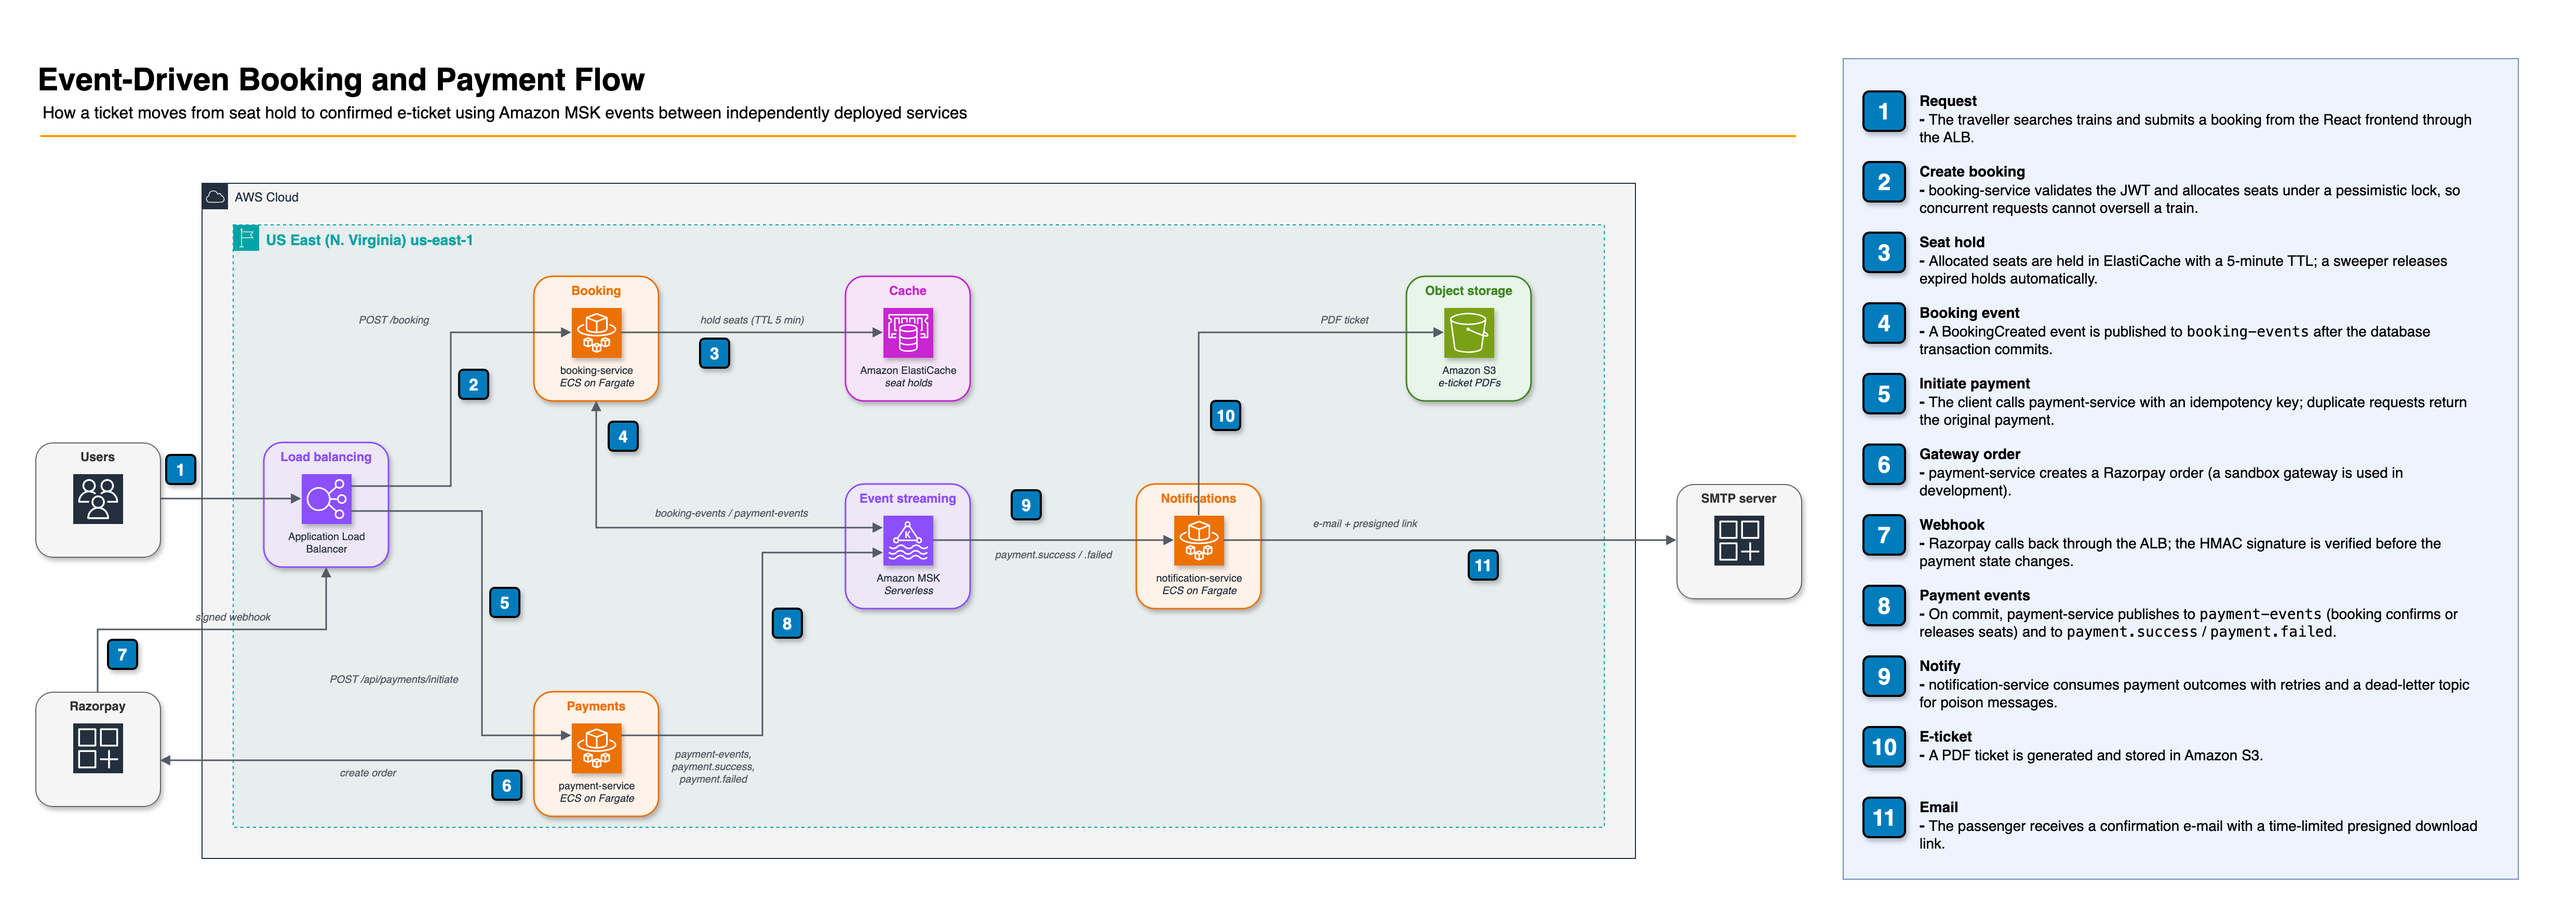 Event-Driven Booking and Payment Flow
How a ticket moves from seat hold to confirmed e-ticket using Amazon MSK events between independently deployed services
AWS Cloud
US East (N. Virginia) us-east-1
Booking
booking-service
ECS on Fargate
Cache
Amazon ElastiCache
seat holds
Object storage
Amazon S3
e-ticket PDFs
POST /booking
hold seats (TTL 5 min)
PDF ticket
3
2
10
4
Users
1
Load balancing
Application Load
Balancer
Event streaming
Amazon MSK
Serverless
9
Notifications
notification-service
ECS on Fargate
SMTP server
booking-events / payment-events
payment.success / .failed
e-mail + presigned link
11
5
8
signed webhook
7
POST /api/payments/initiate
Razorpay
Payments
payment-service
ECS on Fargate
create order
6
payment-events,
payment.success,
payment.failed
1
Request
- The traveller searches trains and submits a booking from the React frontend through
the ALB.
2
Create booking
- booking-service validates the JWT and allocates seats under a pessimistic lock, so
concurrent requests cannot oversell a train.
3
Seat hold
- Allocated seats are held in ElastiCache with a 5-minute TTL; a sweeper releases
expired holds automatically.
4
Booking event
- A BookingCreated event is published to booking-events after the database
transaction commits.
5
Initiate payment
- The client calls payment-service with an idempotency key; duplicate requests return
the original payment.
6
Gateway order
- payment-service creates a Razorpay order (a sandbox gateway is used in
development).
7
Webhook
- Razorpay calls back through the ALB; the HMAC signature is verified before the
payment state changes.
8
Payment events
- On commit, payment-service publishes to payment-events (booking confirms or
releases seats) and to payment.success / payment.failed.
9
Notify
- notification-service consumes payment outcomes with retries and a dead-letter topic
for poison messages.
10
E-ticket
- A PDF ticket is generated and stored in Amazon S3.
11
Email
- The passenger receives a confirmation e-mail with a time-limited presigned download
link.